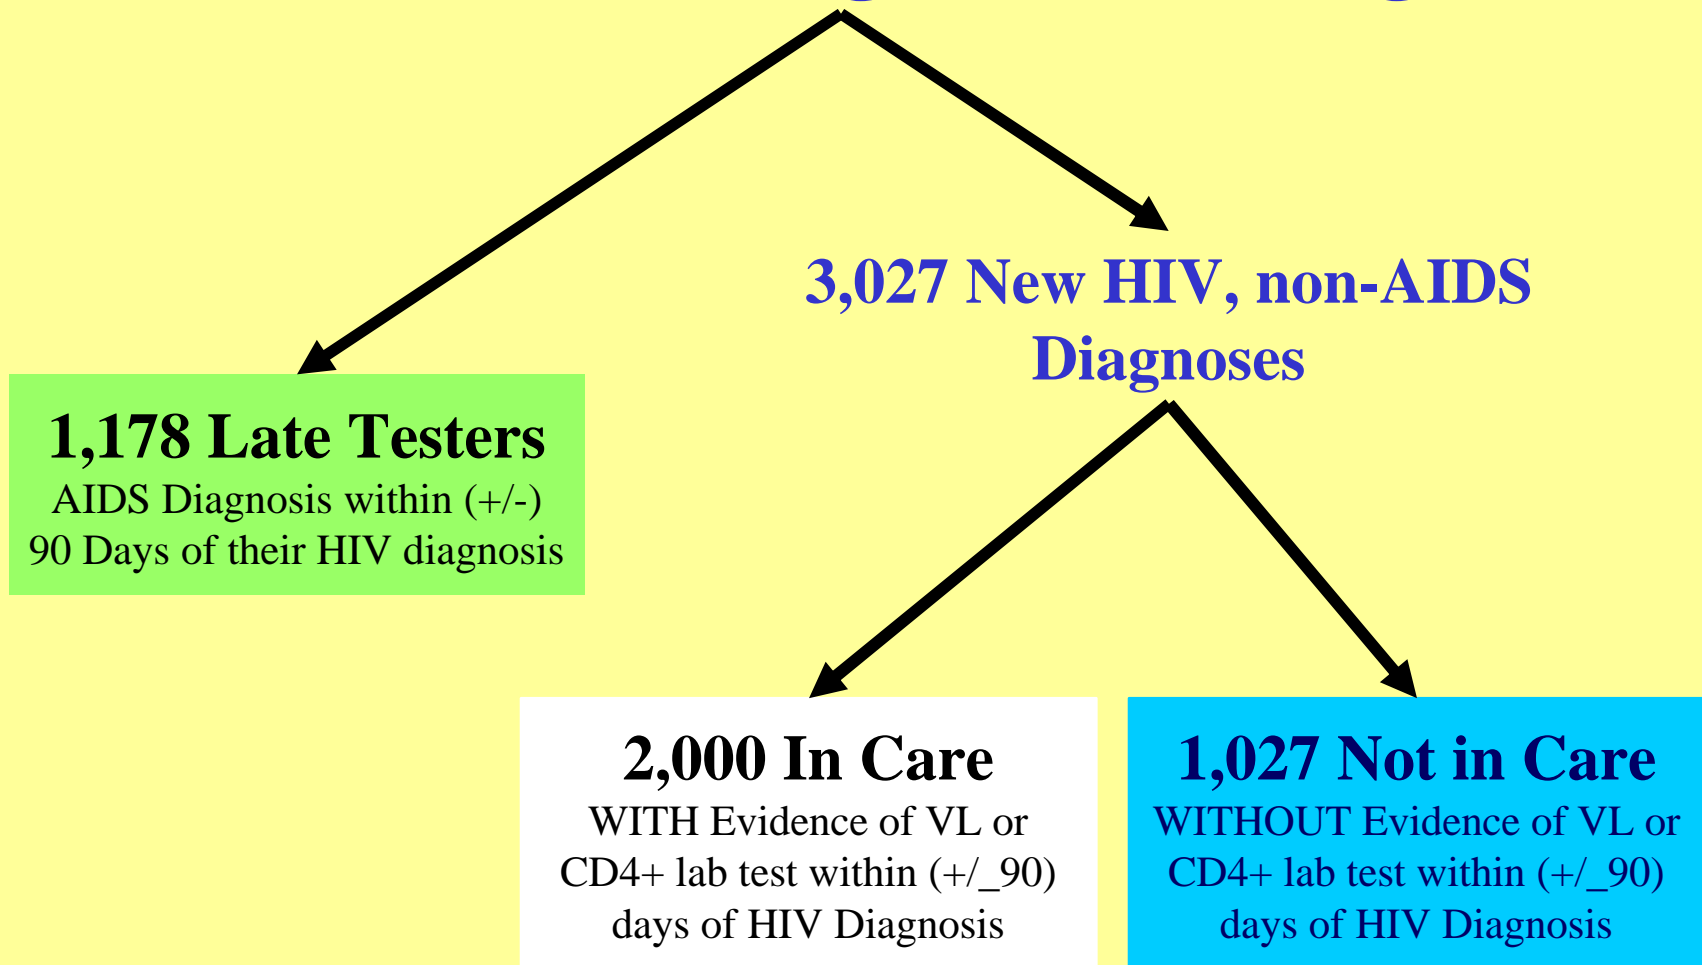 3,027 New HIV, non-AIDS
Diagnoses
1,178 Late Testers
AIDS Diagnosis within (+/-)
90 Days of their HIV diagnosis
2,000 In Care
WITH Evidence of VL or
CD4+ lab test within (+/_90)
days of HIV Diagnosis
1,027 Not in Care
WITHOUT Evidence of VL or
CD4+ lab test within (+/_90)
days of HIV Diagnosis